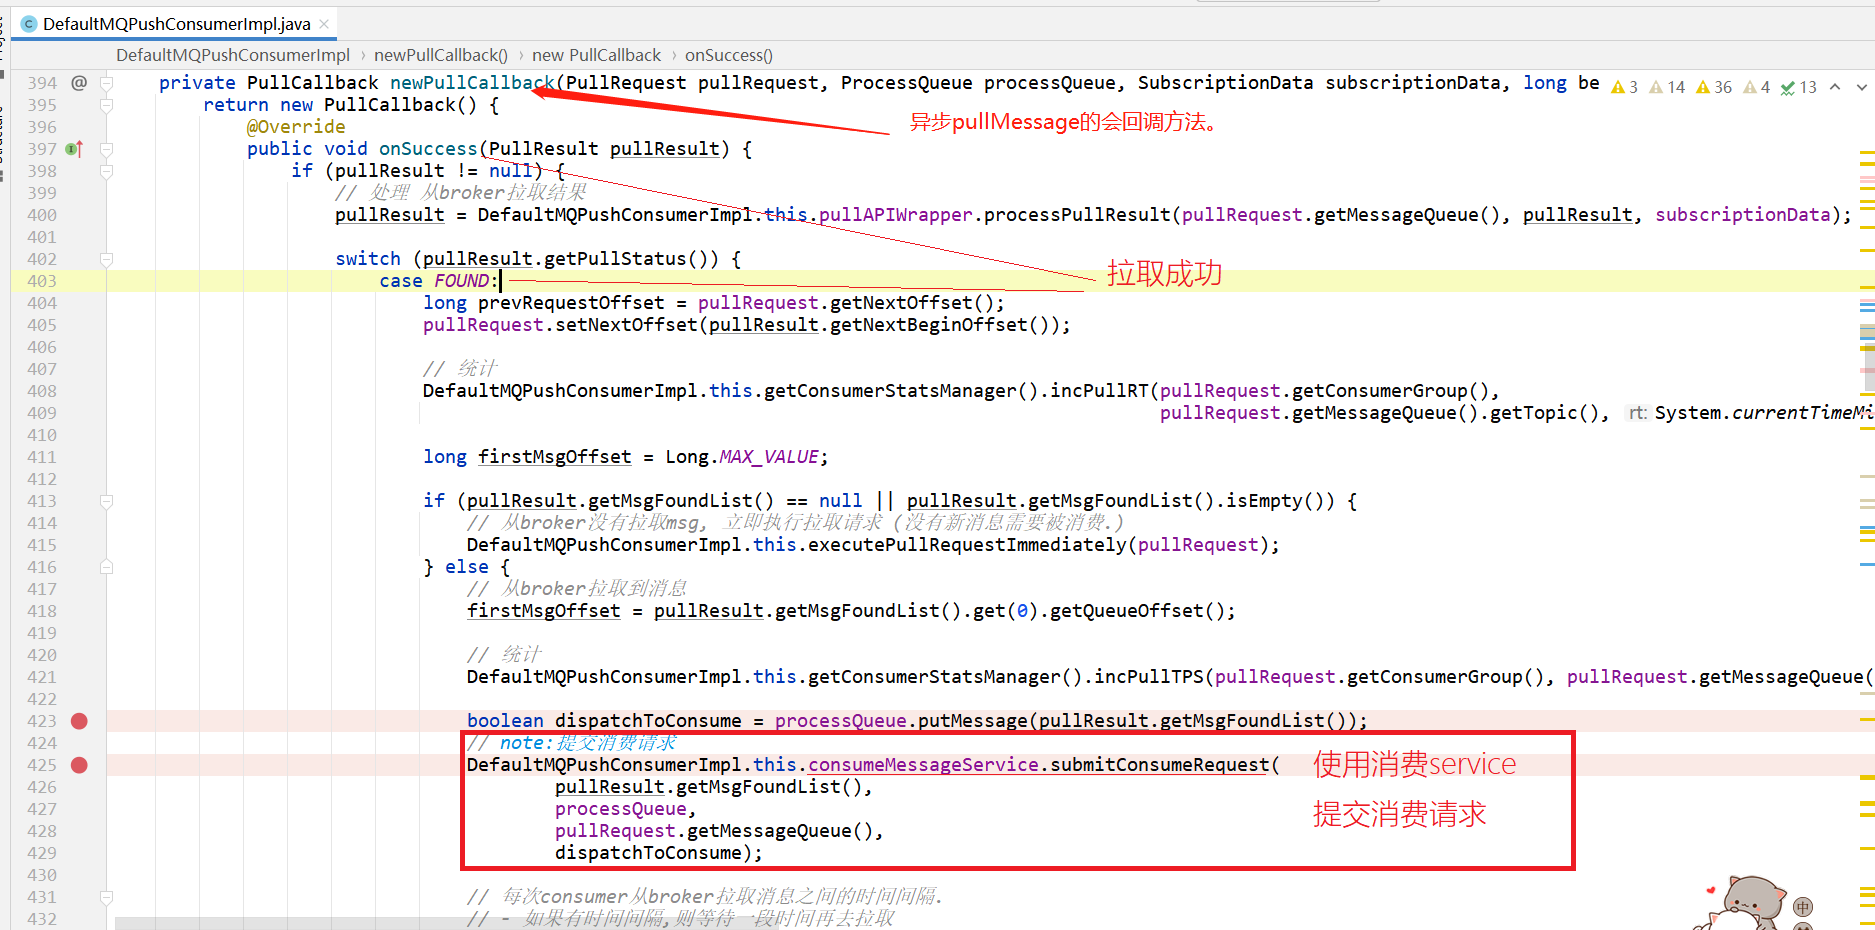 DefaultMQPushConsumerImpl.java
DefaultMQPushConsumerImpl › newPullCallback() › new PullCallback › onSuccess()
394 @ private PullCallback newPullCallback(PullRequest pullRequest, ProcessQueue processQueue, SubscriptionData subscriptionData, long be 3 14 36 4 13
395 return new PullCallback() {
异步pullMessage的会回调方法。
396 @Override
397 public void onSuccess(PullResult pullResult) {
398 if (pullResult != null) {
399 // 处理 从broker拉取结果
400 pullResult = DefaultMQPushConsumerImpl.this.pullAPIWrapper.processPullResult(pullRequest.getMessageQueue(), pullResult, subscriptionData);
401
402 switch (pullResult.getPullStatus()) {
403 case FOUND: 拉取成功
404 long prevRequestOffset = pullRequest.getNextOffset();
405 pullRequest.setNextOffset(pullResult.getNextBeginOffset());
406
407 // 统计
408 DefaultMQPushConsumerImpl.this.getConsumerStatsManager().incPullRT(pullRequest.getConsumerGroup(),
409 pullRequest.getMessageQueue().getTopic(), rt: System.currentTimeMi
410
411 long firstMsgOffset = Long.MAX_VALUE;
412
413 if (pullResult.getMsgFoundList() == null || pullResult.getMsgFoundList().isEmpty()) {
414 // 从broker没有拉取msg, 立即执行拉取请求 (没有新消息需要被消费.)
415 DefaultMQPushConsumerImpl.this.executePullRequestImmediately(pullRequest);
416 } else {
417 // 从broker拉取到消息
418 firstMsgOffset = pullResult.getMsgFoundList().get(0).getQueueOffset();
419
420 // 统计
421 DefaultMQPushConsumerImpl.this.getConsumerStatsManager().incPullTPS(pullRequest.getConsumerGroup(), pullRequest.getMessageQueue(
422
423 boolean dispatchToConsume = processQueue.putMessage(pullResult.getMsgFoundList());
424 // note:提交消费请求
425 DefaultMQPushConsumerImpl.this.consumeMessageService.submitConsumeRequest( 使用消费service
426 pullResult.getMsgFoundList(),
427 processQueue, 提交消费请求
428 pullRequest.getMessageQueue(),
429 dispatchToConsume);
430
431 // 每次consumer从broker拉取消息之间的时间间隔.
432 // - 如果有时间间隔,则等待一段时间再去拉取
中